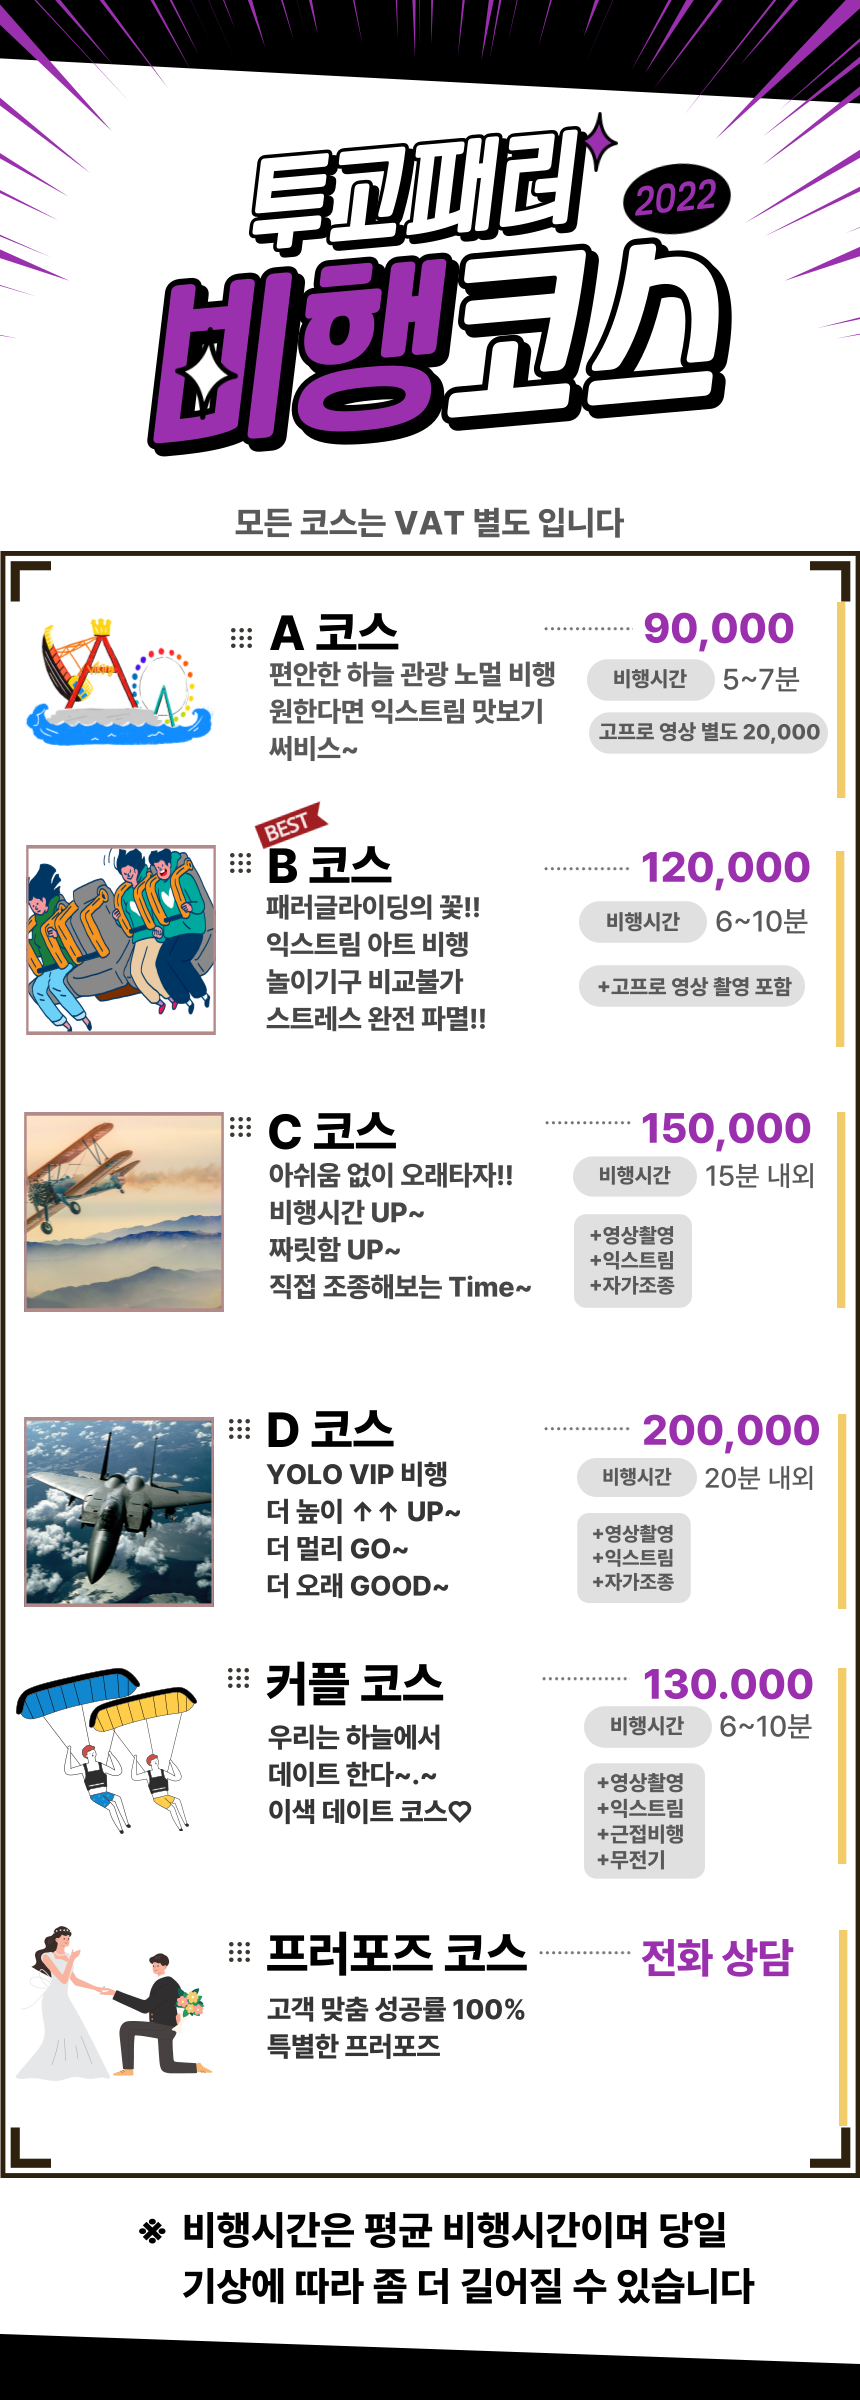 투고패러
2022
비행코스
모든 코스는 VAT 별도 입니다
A 코스
90,000
편안한 하늘 관광 노멀 비행
원한다면 익스트림 맛보기
써비스~
비행시간 5~7분
고프로 영상 별도 20,000
BEST
B 코스
120,000
패러글라이딩의 꽃!!
익스트림 아트 비행
놀이기구 비교불가
스트레스 완전 파멸!!
비행시간 6~10분
+고프로 영상 촬영 포함
C 코스
150,000
아쉬움 없이 오래타자!!
비행시간 UP~
짜릿함 UP~
직접 조종해보는 Time~
비행시간 15분 내외
+영상촬영
+익스트림
+자가조종
D 코스
200,000
YOLO VIP 비행
더 높이 ↑↑ UP~
더 멀리 GO~
더 오래 GOOD~
비행시간 20분 내외
+영상촬영
+익스트림
+자가조종
커플 코스
130.000
우리는 하늘에서
데이트 한다~.~
이색 데이트 코스♡
비행시간 6~10분
+영상촬영
+익스트림
+근접비행
+무전기
프러포즈 코스
전화 상담
고객 맞춤 성공률 100%
특별한 프러포즈
※ 비행시간은 평균 비행시간이며 당일
기상에 따라 좀 더 길어질 수 있습니다